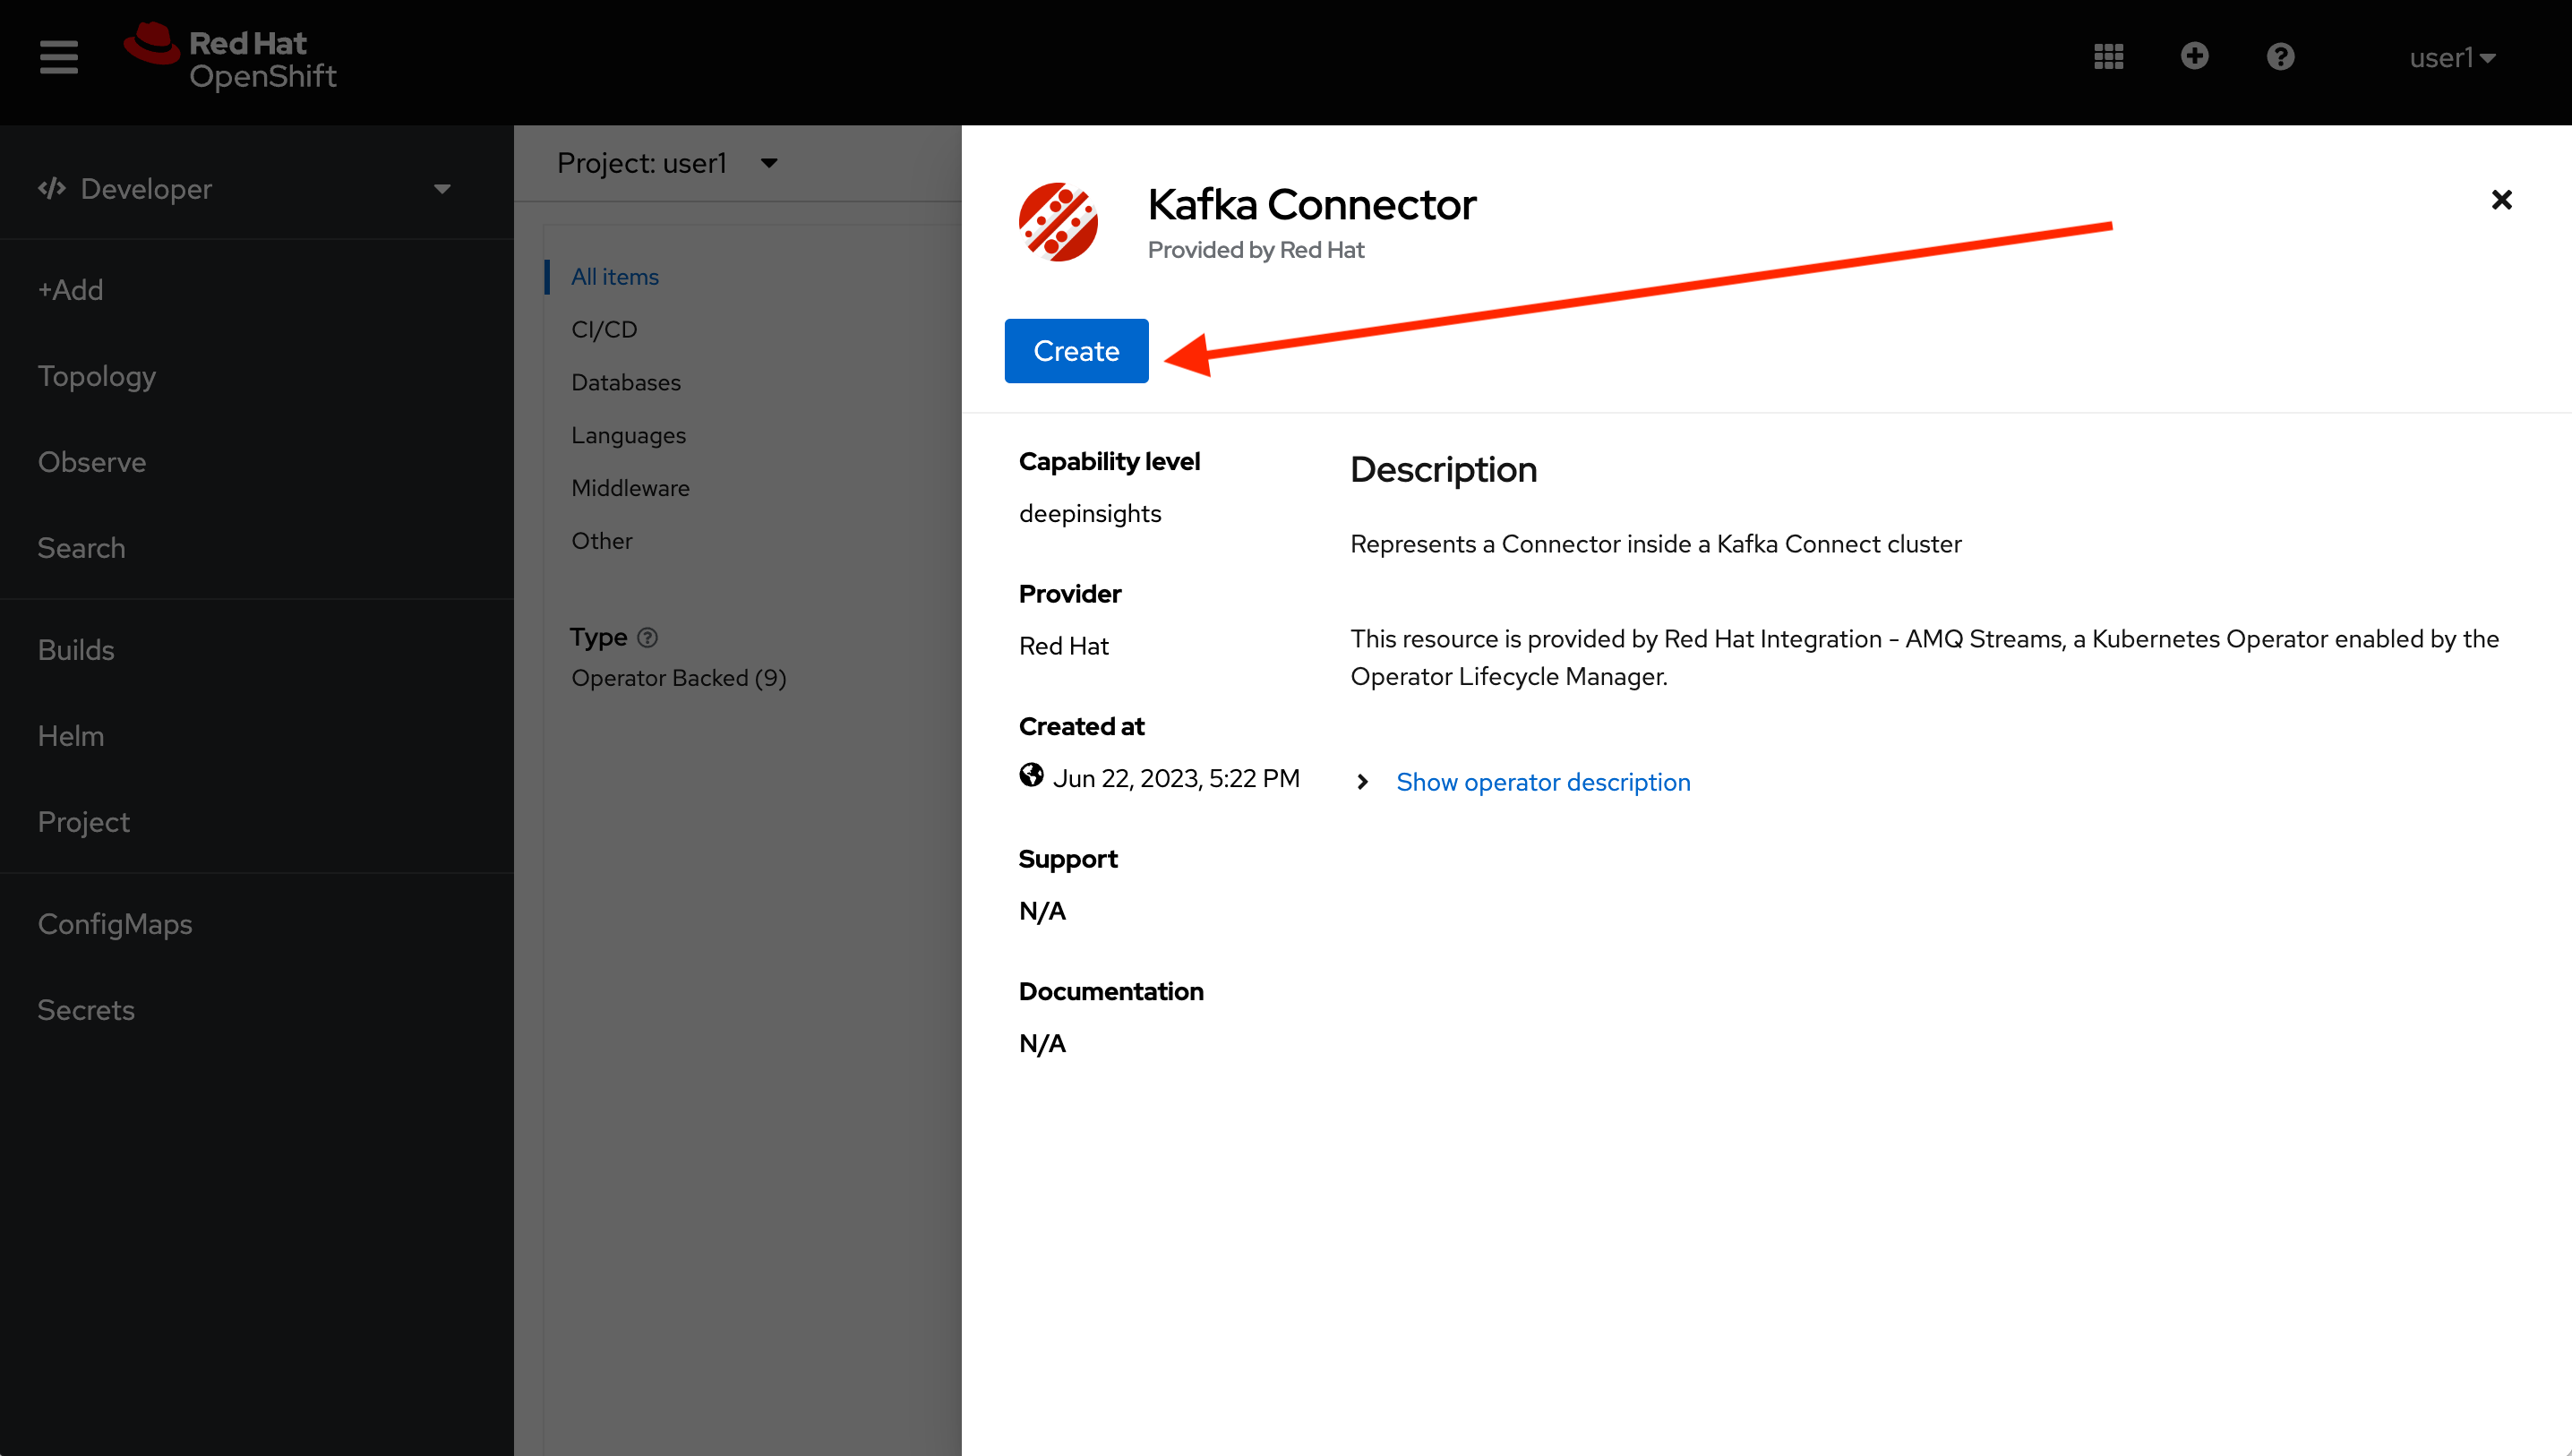 Red Hat
OpenShift
user1
Developer
+Add
Topology
Observe
Search
Builds
Helm
Project
ConfigMaps
Secrets
Project: user1
All items
CI/CD
Databases
Languages
Middleware
Other
Type
Operator Backed (9)
Kafka Connector
Provided by Red Hat
Create
Capability level
deepinsights
Provider
Red Hat
Created at
Jun 22, 2023, 5:22 PM
Support
N/A
Documentation
N/A
Description
Represents a Connector inside a Kafka Connect cluster
This resource is provided by Red Hat Integration - AMQ Streams, a Kubernetes Operator enabled by the
Operator Lifecycle Manager.
Show operator description